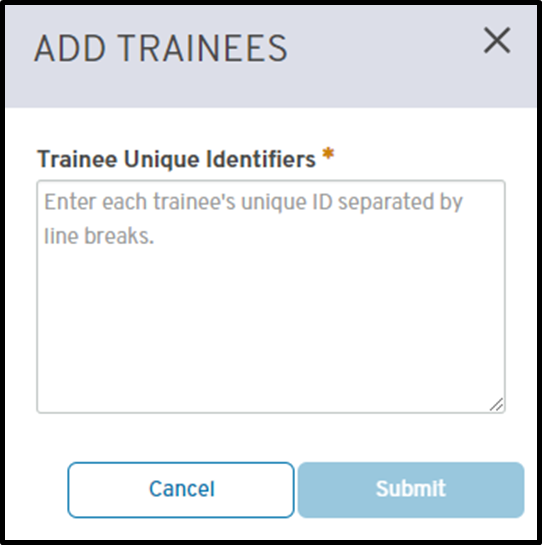 ADD TRAINEES
Trainee Unique Identifiers *
Enter each trainee's unique ID separated by
line breaks.
Cancel
Submit